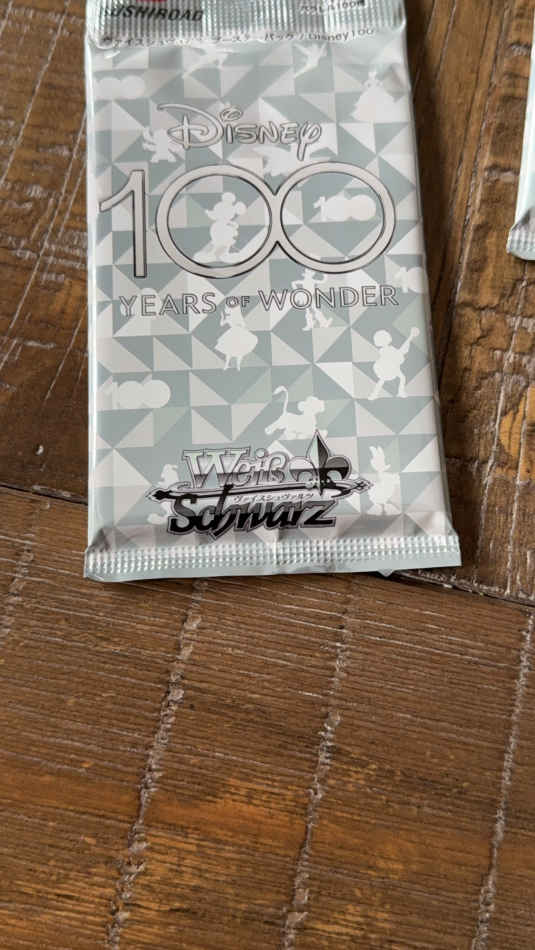 USHIROAD
ヴァイスシュヴァルツ ブースターパック / Disney100
Disney
100
YEARS OF WONDER
Weiß
ヴァイスシュヴァルツ
Schwarz